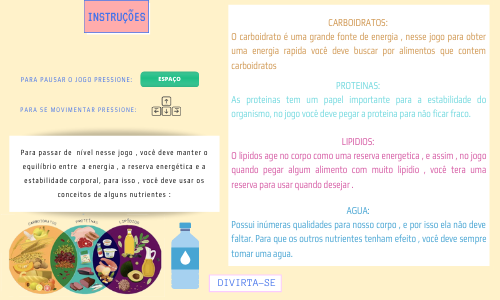 INSTRUÇÕES
PARA PAUSAR O JOGO PRESSIONE:
ESPAÇO
PARA SE MOVIMENTAR PRESSIONE:
Para passar de nível nesse jogo , você deve manter o
equilíbrio entre a energia , a reserva energética e a
estabilidade corporal, para isso , você deve usar os
conceitos de alguns nutrientes :
CARBOIDRATOS
PROTEINAS
LIPIDIOS
CARBOIDRATOS:
O carboidrato é uma grande fonte de energia , nesse jogo para obter
uma energia rapida você deve buscar por alimentos que contem
carboidratos
PROTEINAS:
As proteinas tem um papel importante para a estabilidade do
organismo, no jogo você deve pegar a proteina para não ficar fraco.
LIPIDIOS:
O lipidios age no corpo como uma reserva energetica , e assim , no jogo
quando pegar algum alimento com muito lipidio , você tera uma
reserva para usar quando desejar .
AGUA:
Possui inúmeras qualidades para nosso corpo , e por isso ela não deve
faltar. Para que os outros nutrientes tenham efeito , você deve sempre
tomar uma agua.
DIVIRTA-SE